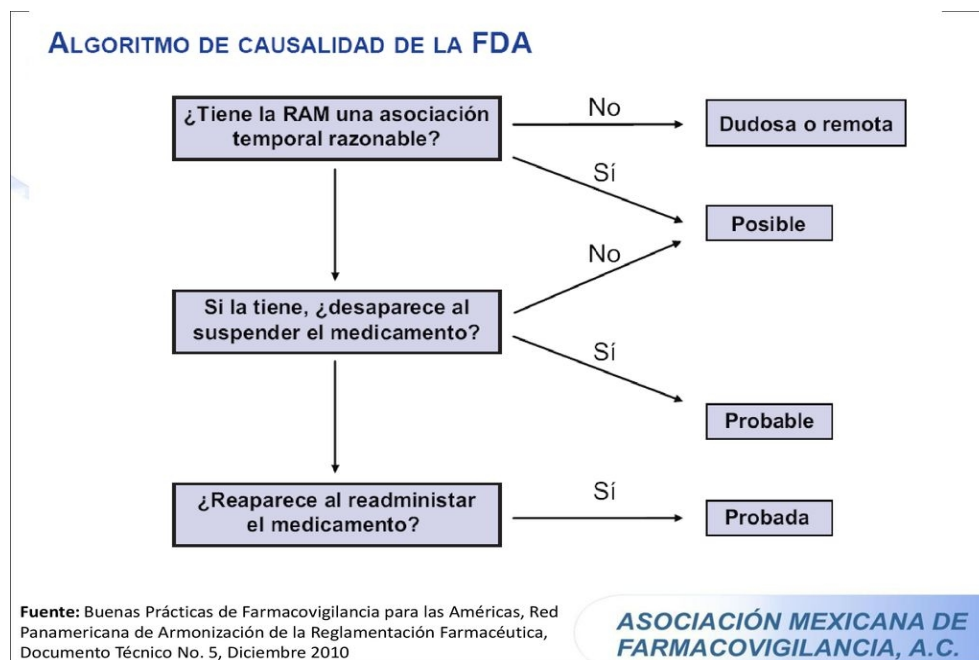 ALGORITMO DE CAUSALIDAD DE LA FDA
¿Tiene la RAM una asociación
temporal razonable?
No
Dudosa o remota
Sí
Posible
No
Si la tiene, ¿desaparece al
suspender el medicamento?
Sí
Probable
¿Reaparece al readministar
el medicamento?
Sí
Probada
Fuente: Buenas Prácticas de Farmacovigilancia para las Américas, Red
Panamericana de Armonización de la Reglamentación Farmacéutica,
Documento Técnico No. 5, Diciembre 2010
ASOCIACIÓN MEXICANA DE
FARMACOVIGILANCIA, A.C.